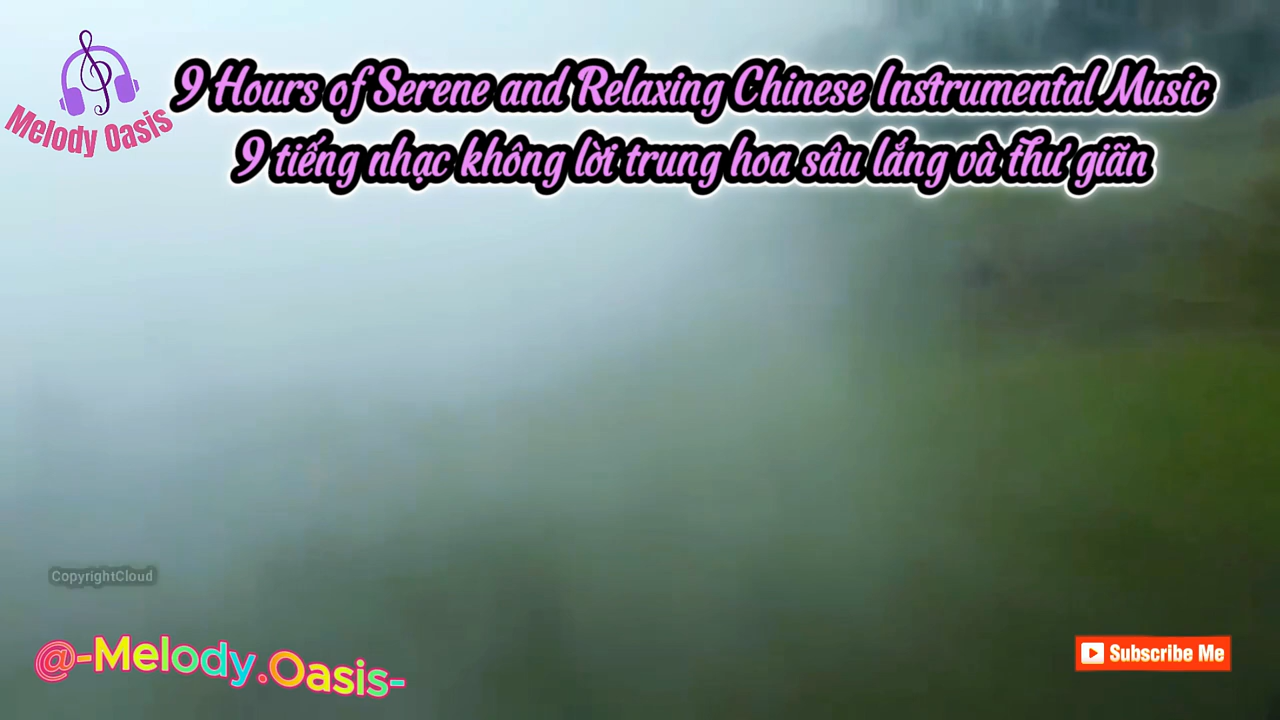 Melody Oasis
9 Hours of Serene and Relaxing Chinese Instrumental Music
9 tiếng nhạc không lời trung hoa sâu lắng và thư giãn
CopyrightCloud
@-Melody.Oasis-
Subscribe Me